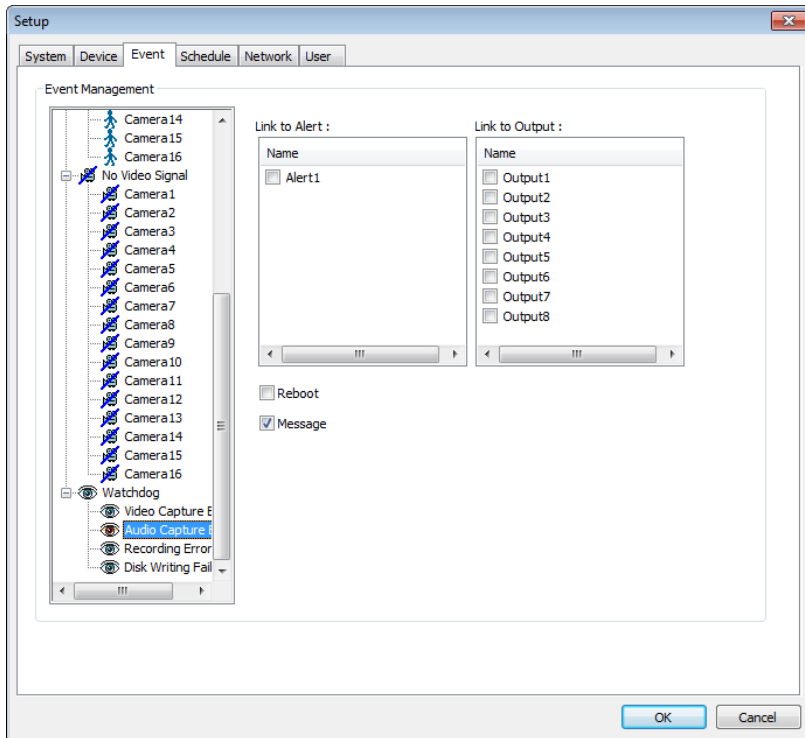 Setup
System Device Event Schedule Network User
Event Management
Camera14
Camera15
Camera16
No Video Signal
Camera1
Camera2
Camera3
Camera4
Camera5
Camera6
Camera7
Camera8
Camera9
Camera10
Camera11
Camera12
Camera13
Camera14
Camera15
Camera16
Watchdog
Video Capture E
Audio Capture E
Recording Error
Disk Writing Fail
Link to Alert :
Name
Alert1
Link to Output :
Name
Output1
Output2
Output3
Output4
Output5
Output6
Output7
Output8
Reboot
Message
OK Cancel